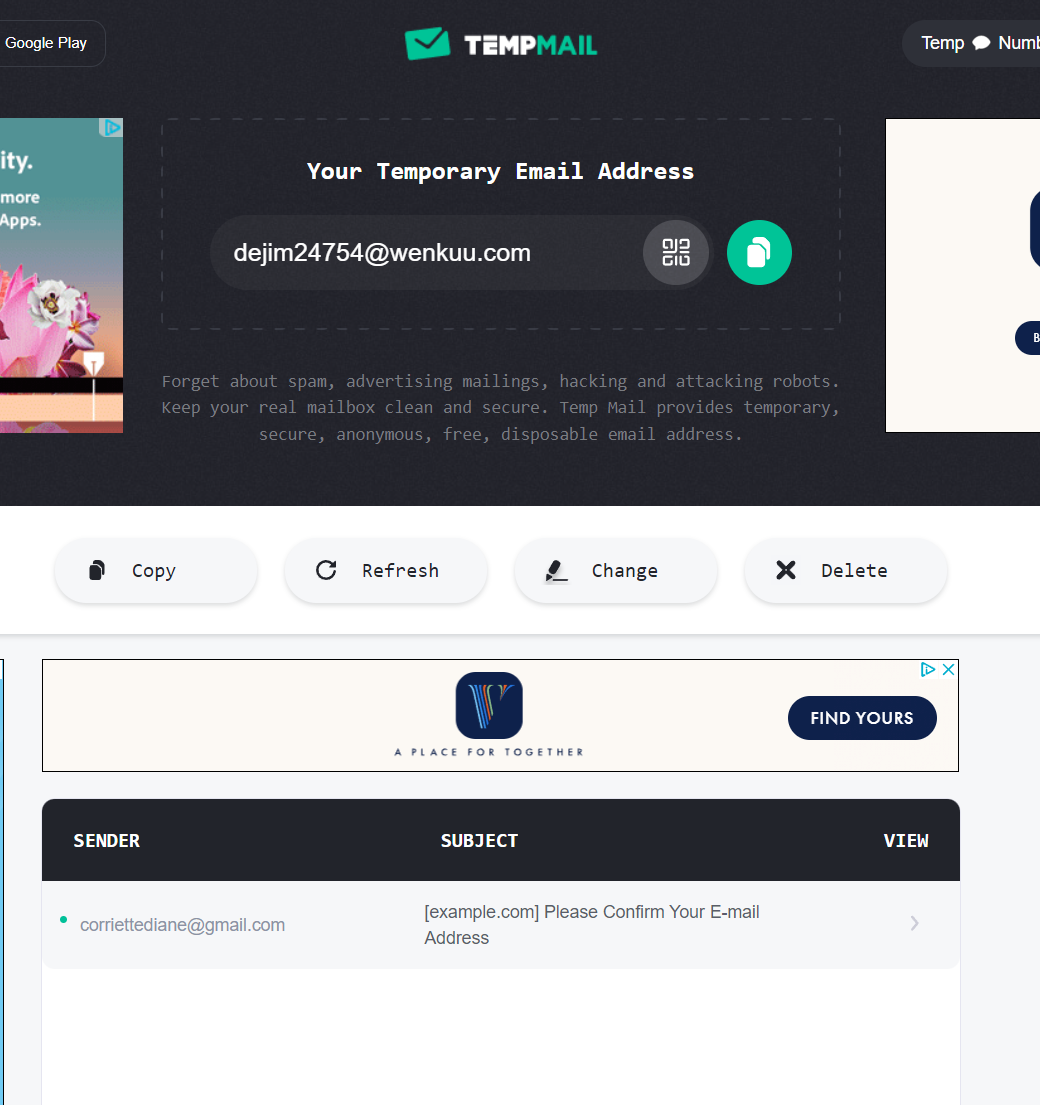 Google Play
TEMPMAIL
Temp Numb
ity.
more
Apps.
Your Temporary Email Address
dejim24754@wenkuu.com
B
Forget about spam, advertising mailings, hacking and attacking robots.
Keep your real mailbox clean and secure. Temp Mail provides temporary,
secure, anonymous, free, disposable email address.
Copy
Refresh
Change
Delete
A PLACE FOR TOGETHER
FIND YOURS
SENDER
SUBJECT
VIEW
corriettediane@gmail.com
[example.com] Please Confirm Your E-mail
Address